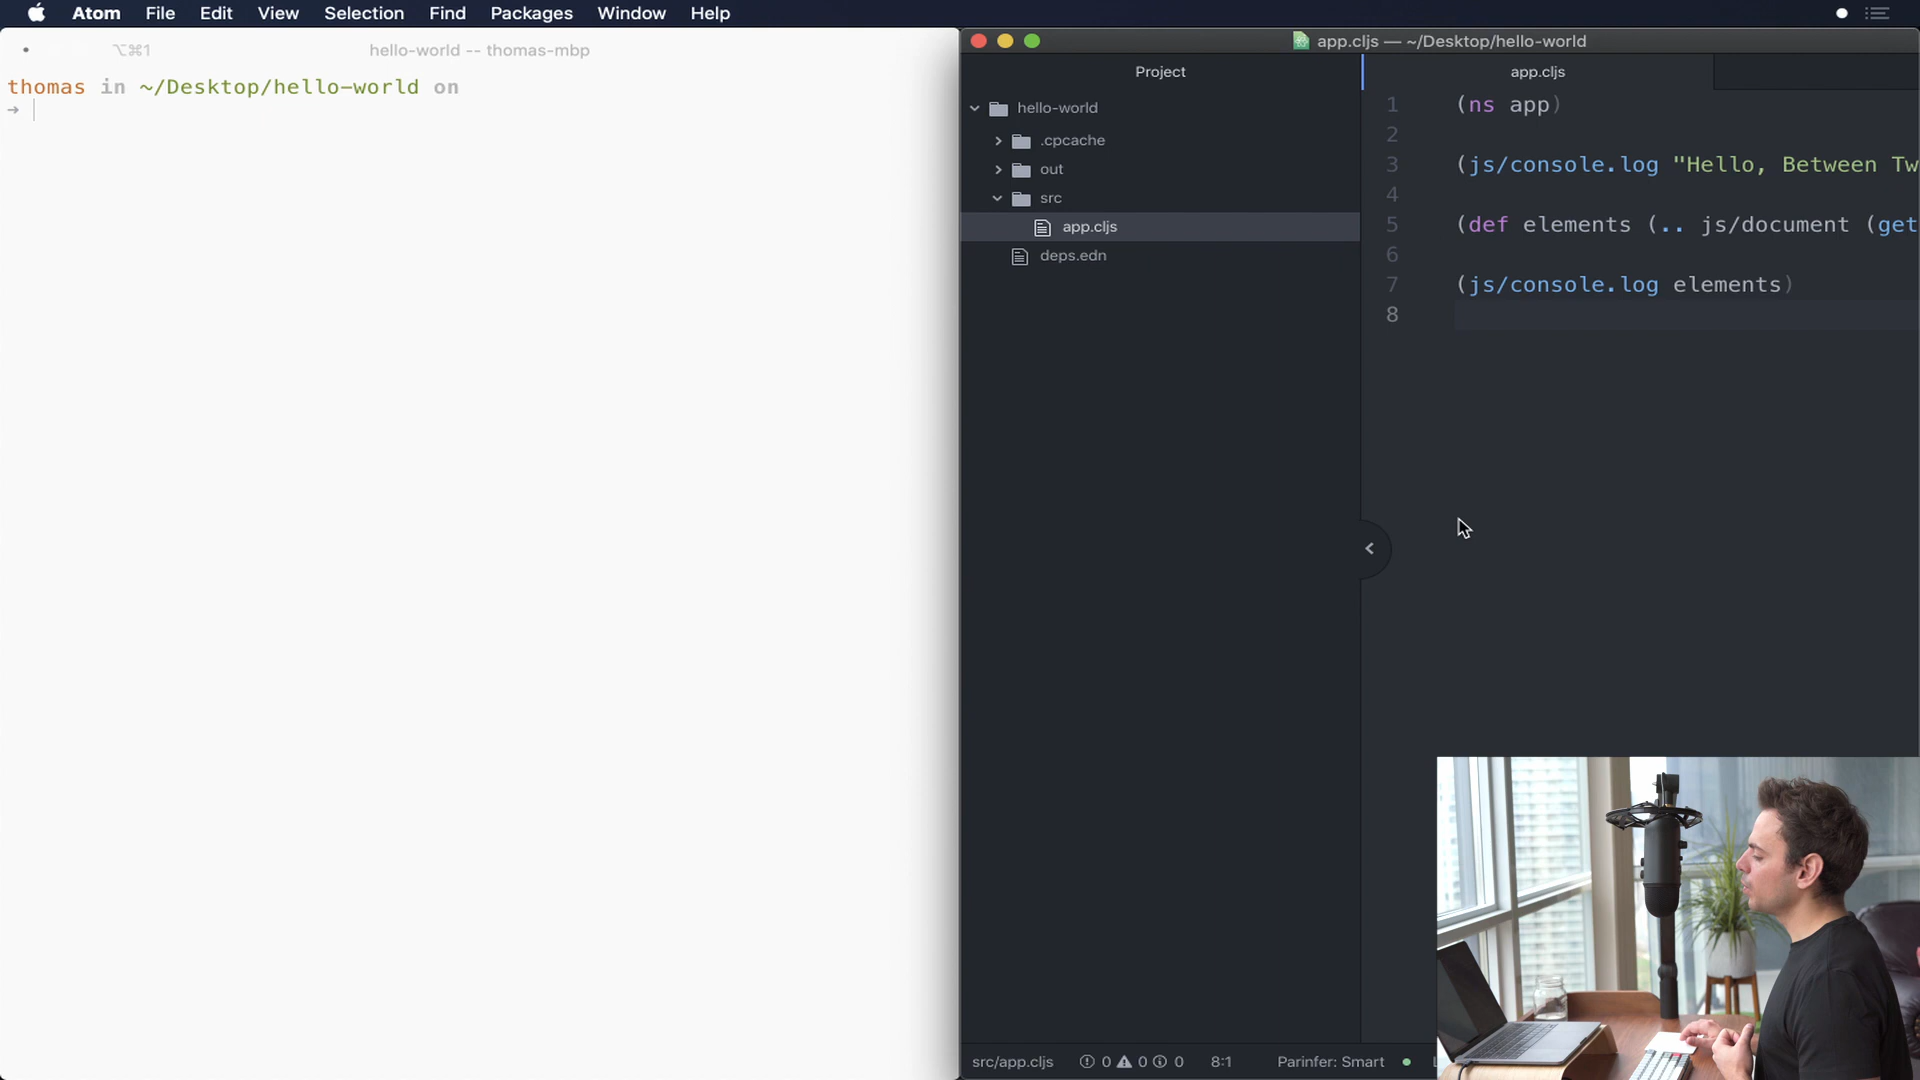 Atom File Edit View Selection Find Packages Window Help
⌥⌘1 hello-world -- thomas-mbp
thomas in ~/Desktop/hello-world on
➜
app.cljs — ~/Desktop/hello-world
Project
hello-world
.cpcache
out
src
app.cljs
deps.edn
app.cljs
1 (ns app)
2
3 (js/console.log "Hello, Between Tw
4
5 (def elements (.. js/document (get
6
7 (js/console.log elements)
8
src/app.cljs 0 0 0 8:1 Parinfer: Smart